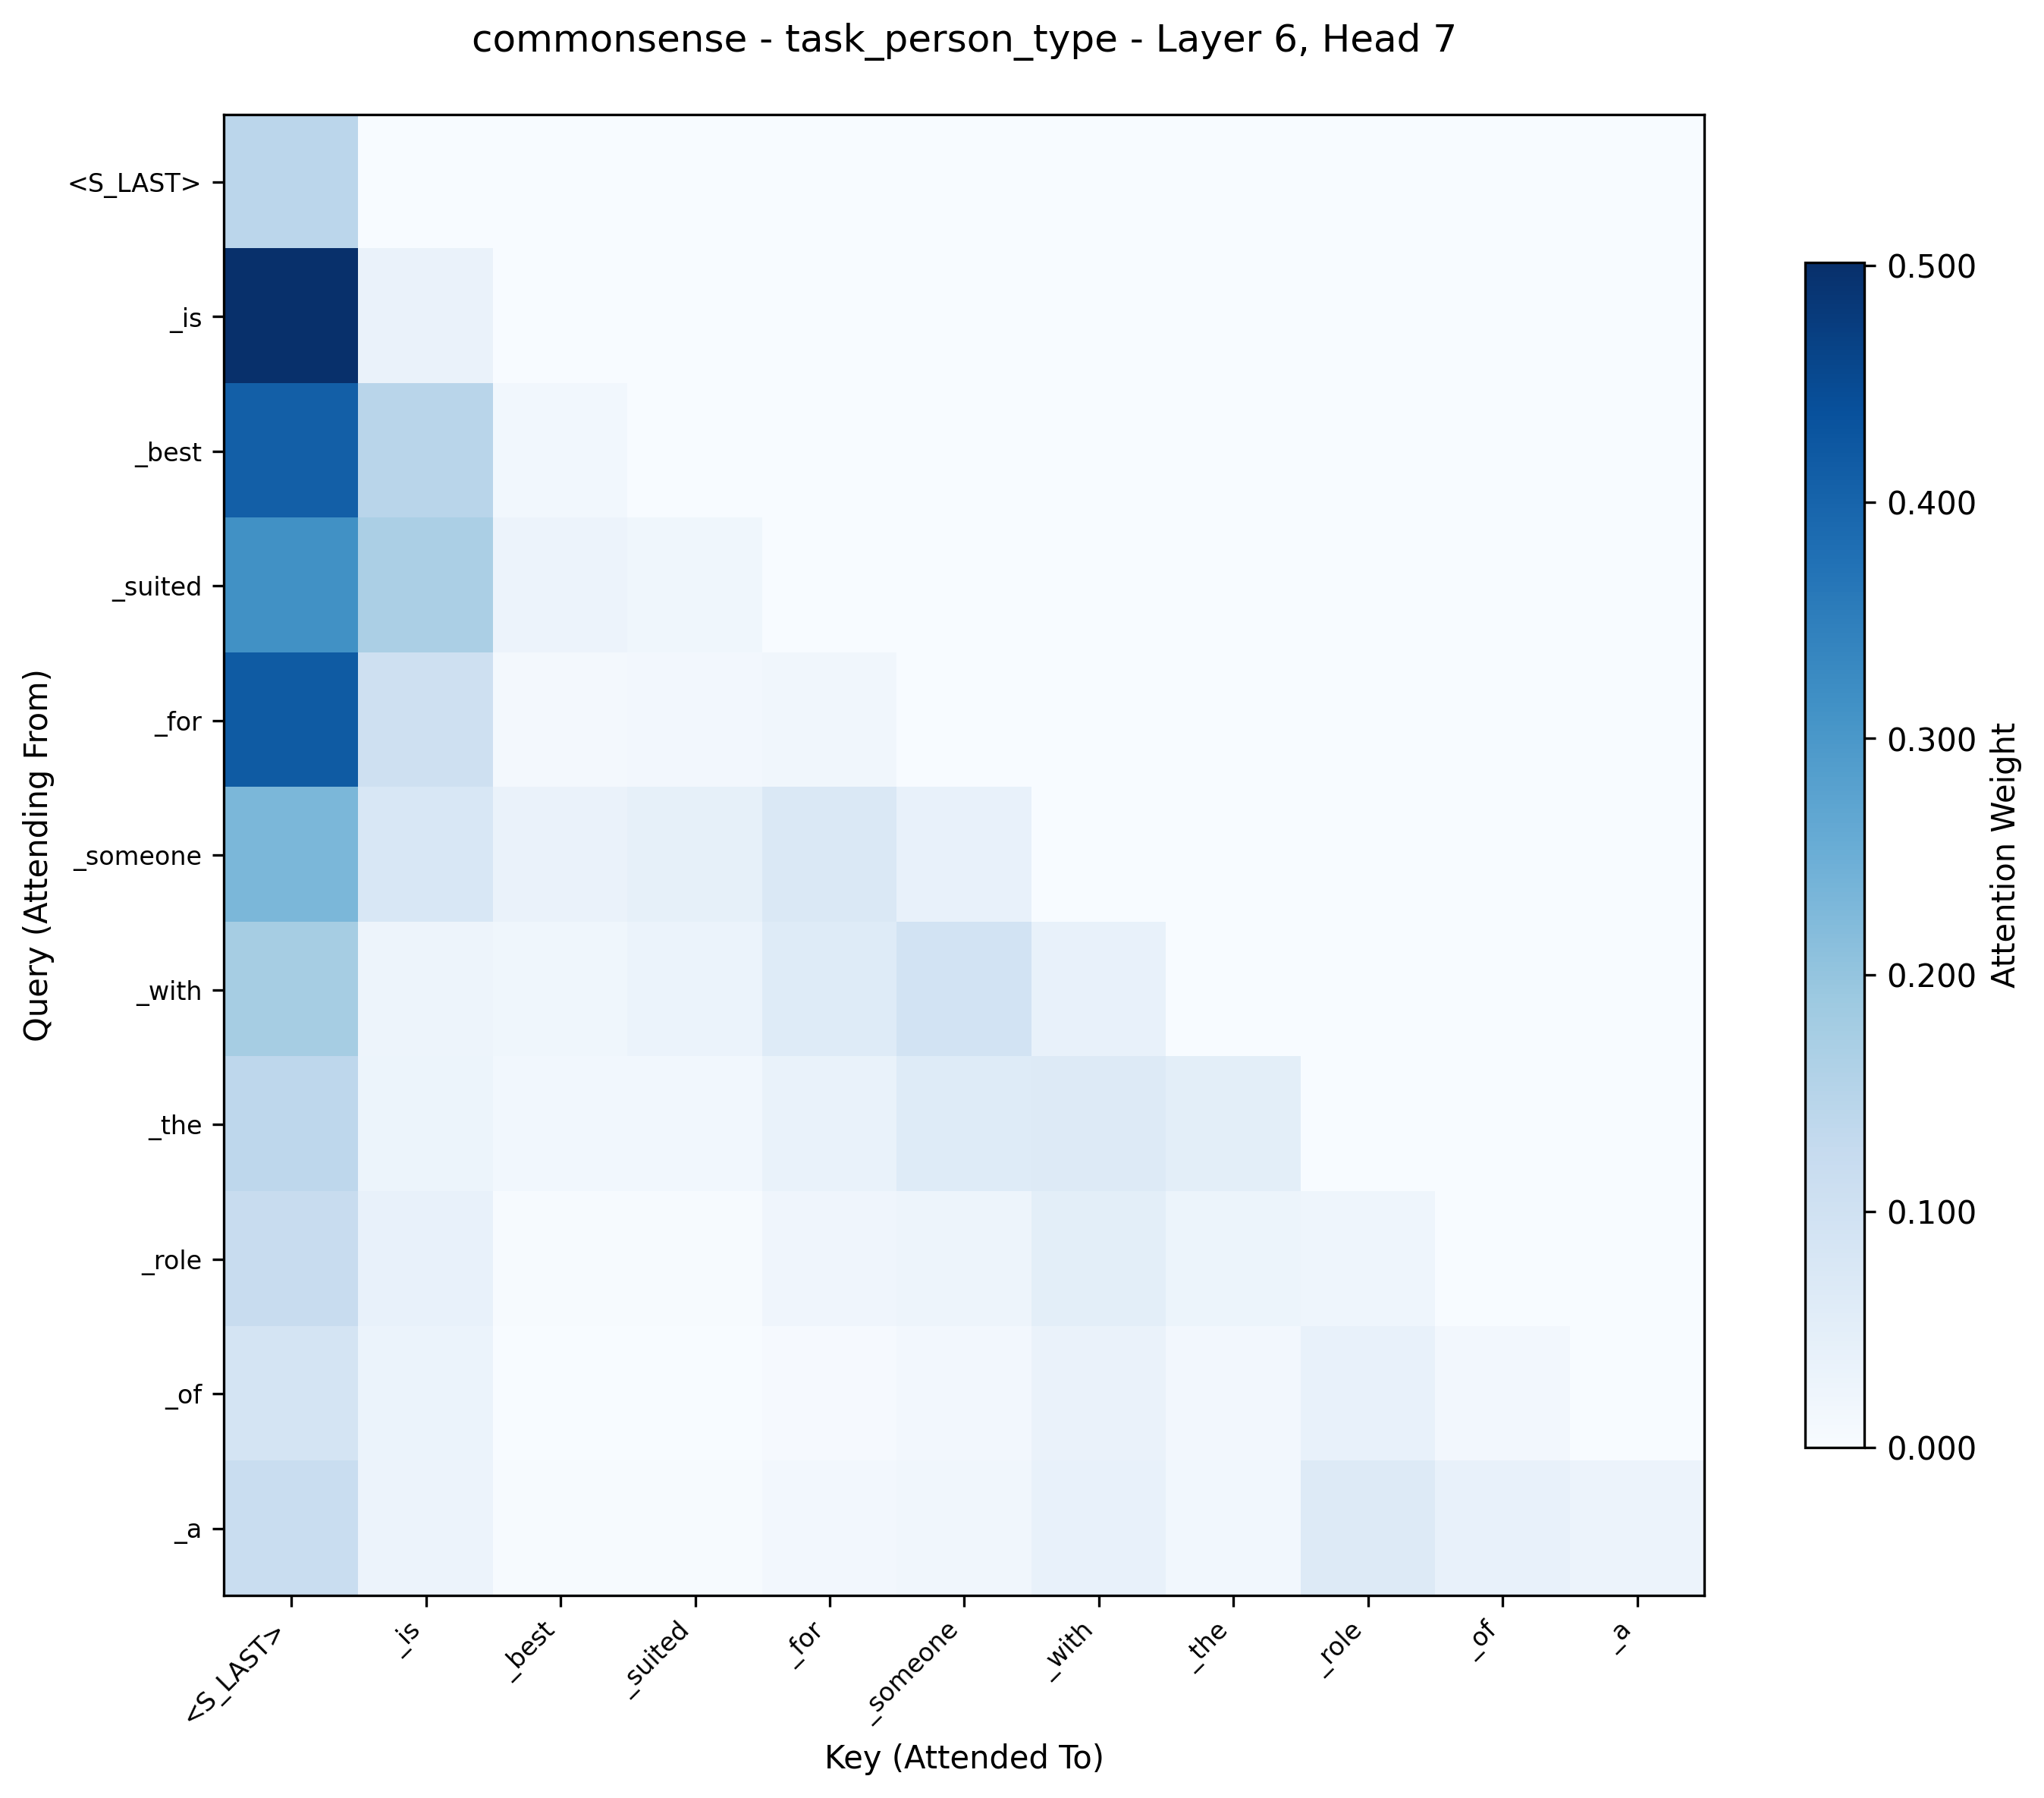 commonsense - task_person_type - Layer 6, Head 7
Query (Attending From)
<S_LAST>
_is
_best
_suited
_for
_someone
_with
_the
_role
_of
_a
<S_LAST>
_is
_best
_suited
_for
_someone
_with
_the
_role
_of
_a
Key (Attended To)
0.500
0.400
0.300
0.200
0.100
0.000
Attention Weight